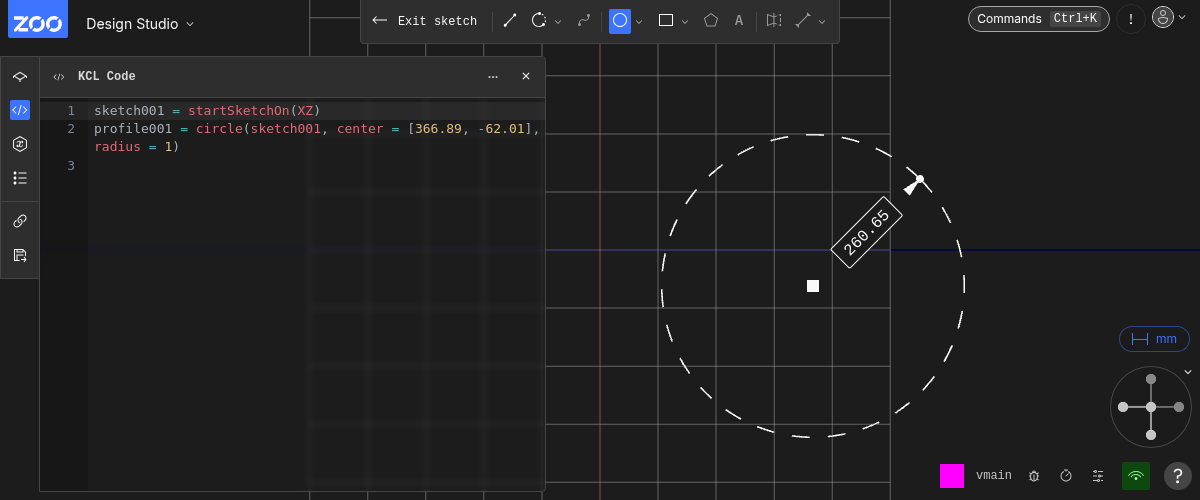 ZOO
Design Studio
Exit sketch
A
Commands Ctrl+K
!
KCL Code
1 sketch001 = startSketchOn(XZ)
2 profile001 = circle(sketch001, center = [366.89, -62.01],
radius = 1)
3
260.65
mm
vmain
?